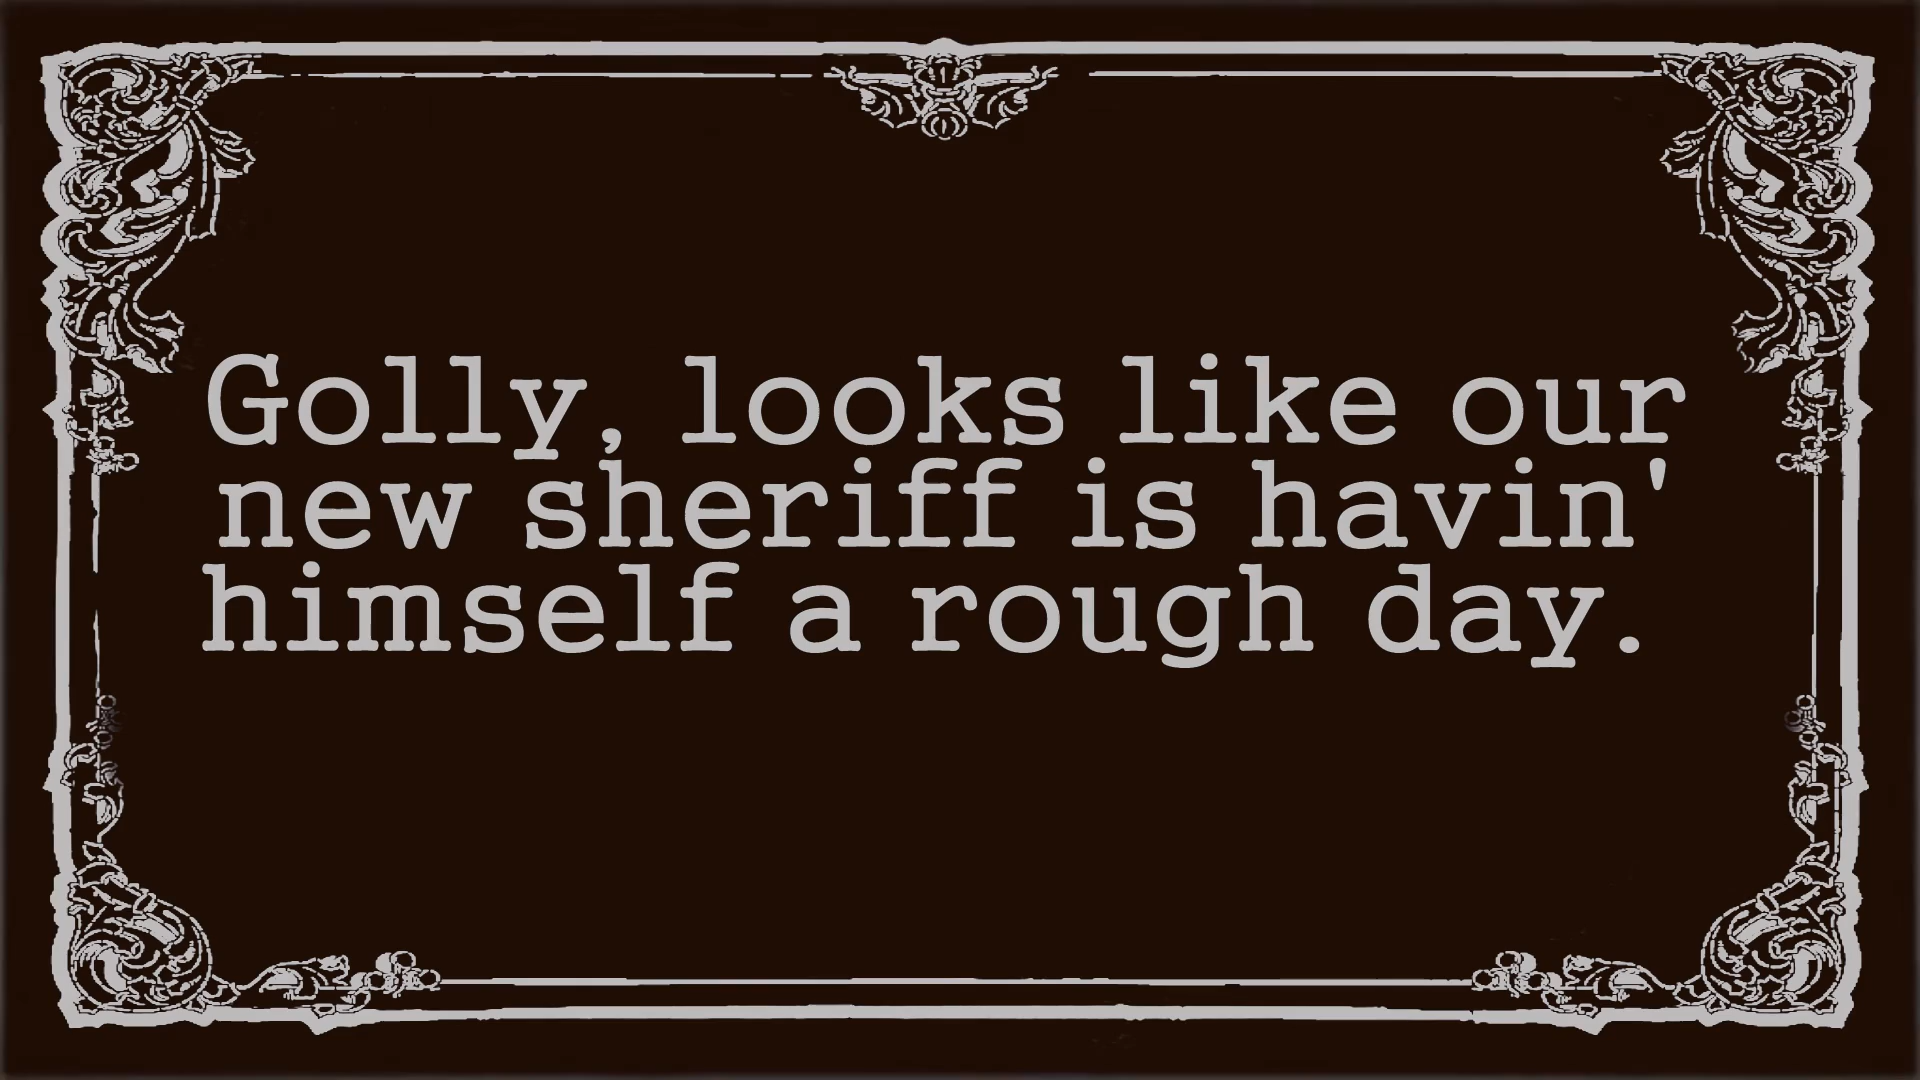 Golly, looks like our
new sheriff is havin'
himself a rough day.